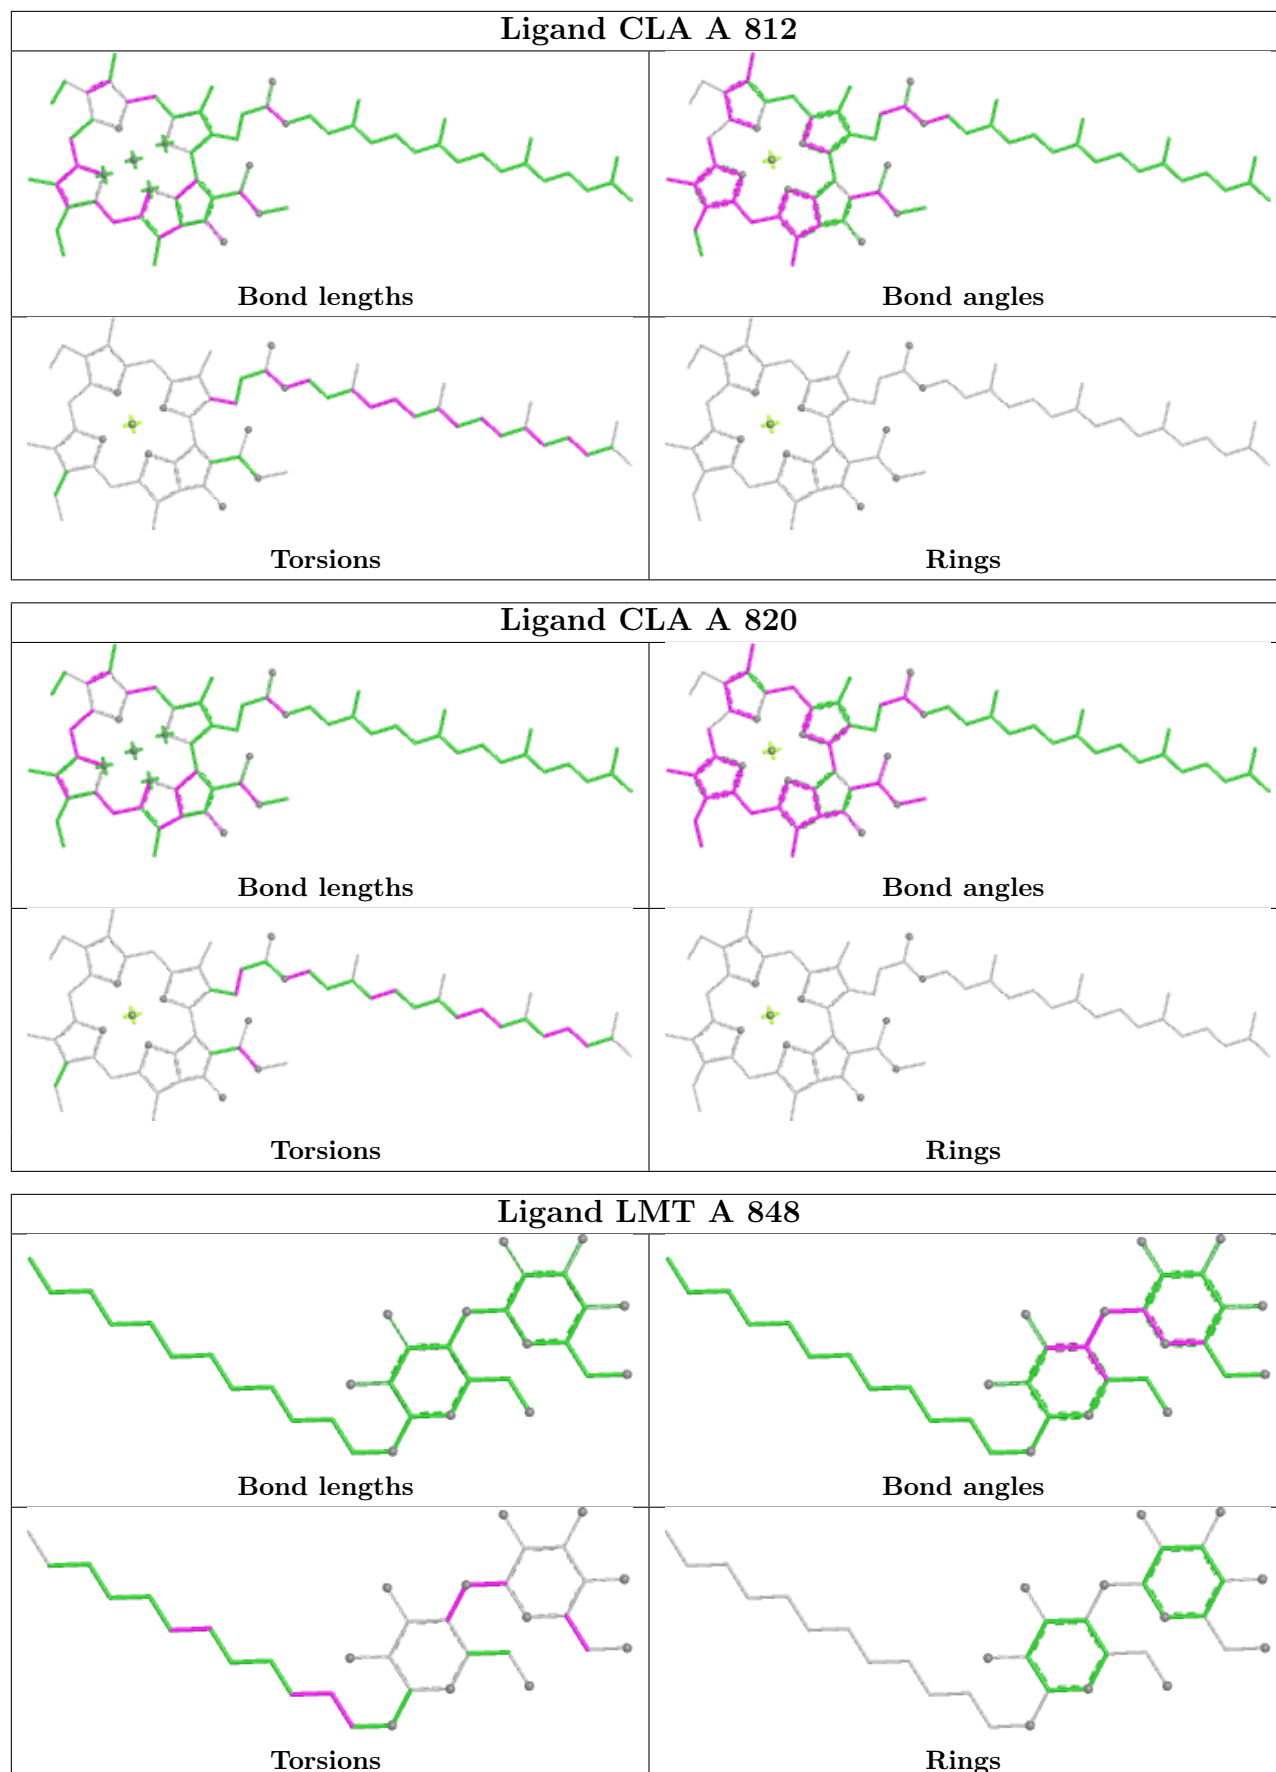 Ligand CLA A 812
Bond lengths
Bond angles
Torsions
Rings
Ligand CLA A 820
Bond lengths
Bond angles
Torsions
Rings
Ligand LMT A 848
Bond lengths
Bond angles
Torsions
Rings